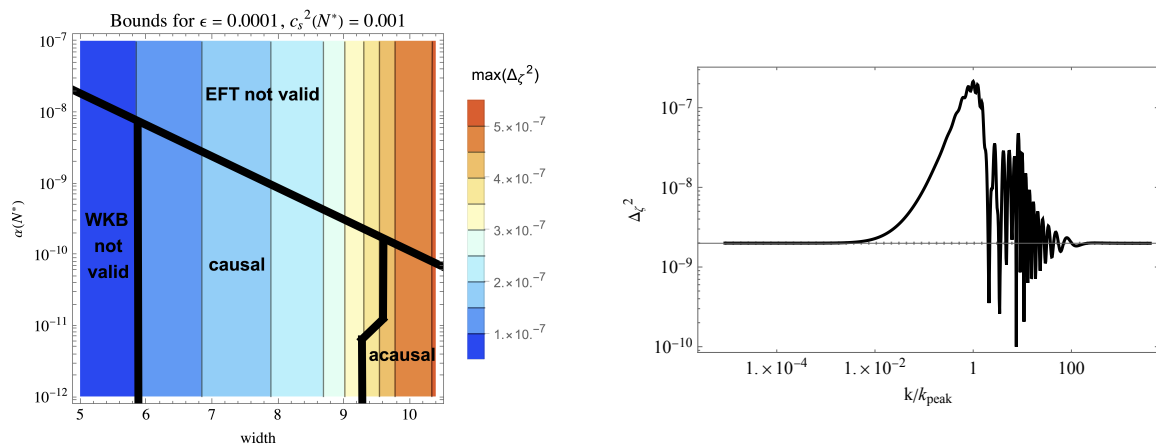 Bounds for ϵ = 0.0001, c_s^2(N*) = 0.001
10^-7
10^-8
10^-9
10^-10
10^-11
10^-12
α(N*)
EFT not valid
WKB
not
valid
causal
acausal
5
6
7
8
9
10
width
max(Δ_ζ^2)
5.×10^-7
4.×10^-7
3.×10^-7
2.×10^-7
1.×10^-7
10^-7
10^-8
10^-9
10^-10
Δ_ζ^2
1.×10^-4
1.×10^-2
1
100
k/k_peak